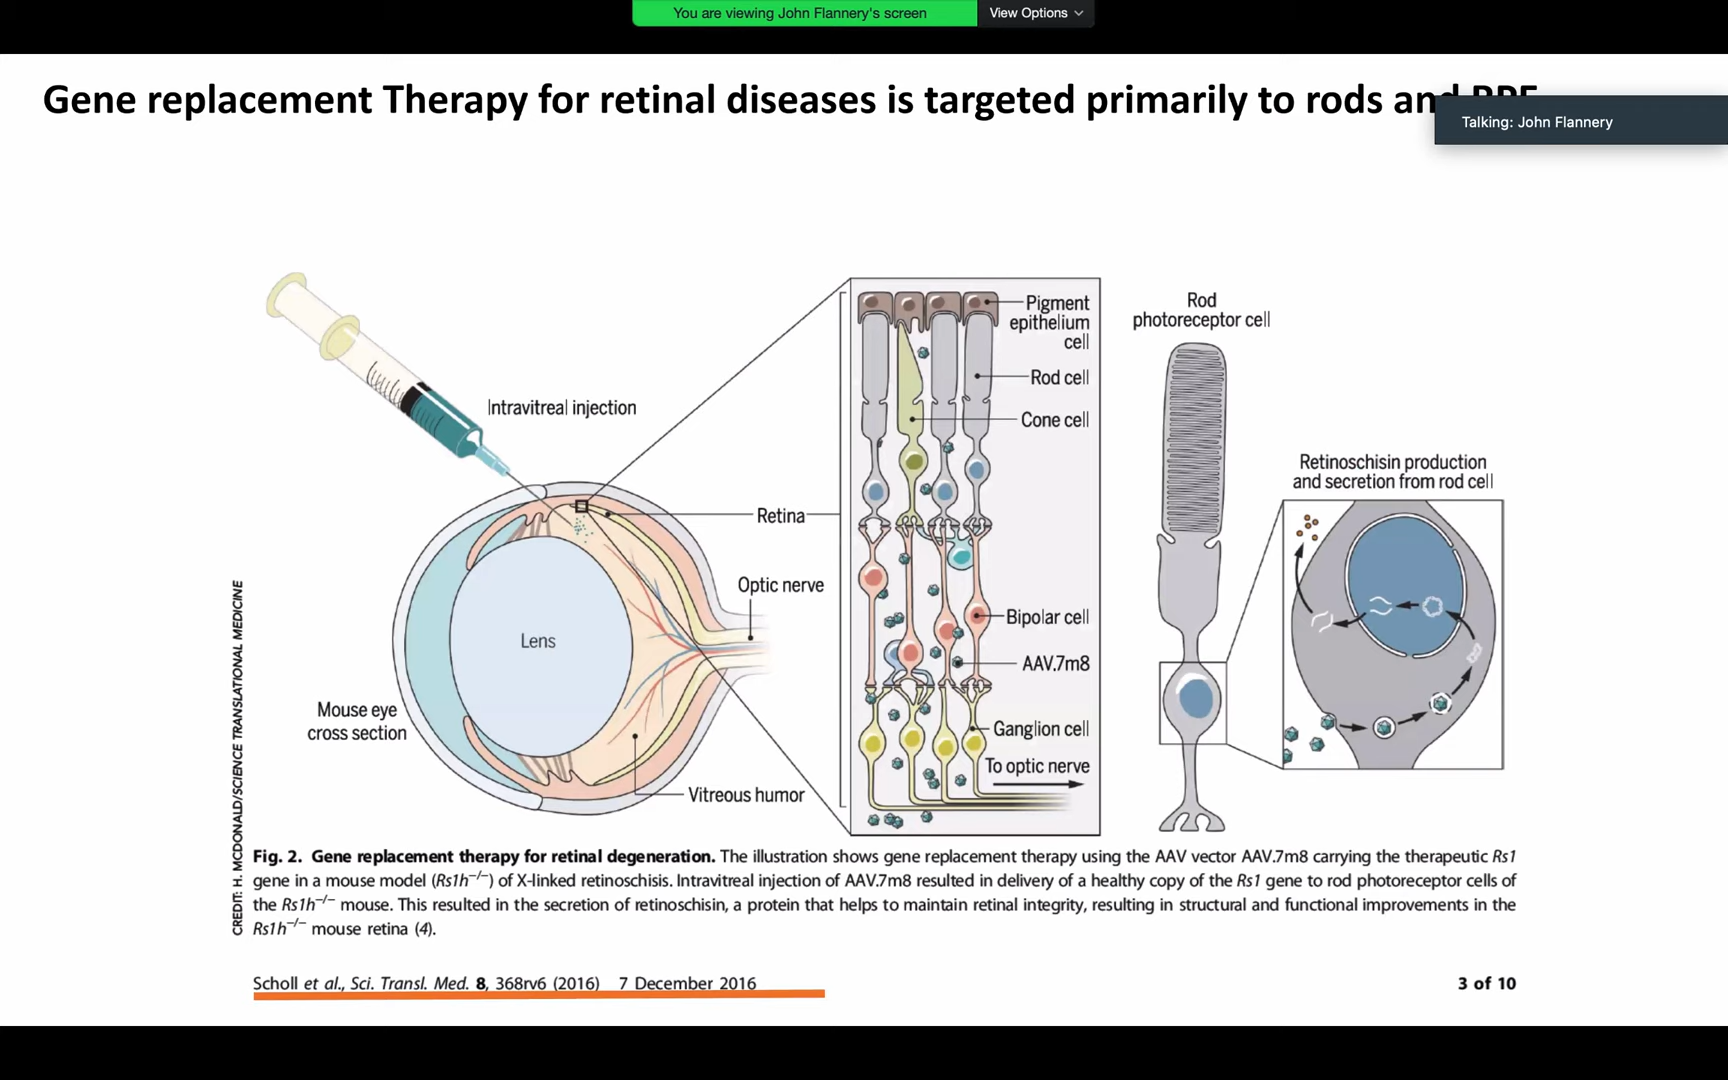 You are viewing John Flannery's screen
View Options
Gene replacement Therapy for retinal diseases is targeted primarily to rods and RPE
Talking: John Flannery
Intravitreal injection
Retina
Optic nerve
Lens
Mouse eye
cross section
Vitreous humor
Pigment
epithelium
cell
Rod cell
Cone cell
Bipolar cell
AAV.7m8
Ganglion cell
To optic nerve
Rod
photoreceptor cell
Retinoschisin production
and secretion from rod cell
CREDIT: H. MCDONALD/SCIENCE TRANSLATIONAL MEDICINE
Fig. 2. Gene replacement therapy for retinal degeneration. The illustration shows gene replacement therapy using the AAV vector AAV.7m8 carrying the therapeutic Rs1
gene in a mouse model (Rs1h−/−) of X-linked retinoschisis. Intravitreal injection of AAV.7m8 resulted in delivery of a healthy copy of the Rs1 gene to rod photoreceptor cells of
the Rs1h−/− mouse. This resulted in the secretion of retinoschisin, a protein that helps to maintain retinal integrity, resulting in structural and functional improvements in the
Rs1h−/− mouse retina (4).
Scholl et al., Sci. Transl. Med. 8, 368rv6 (2016) 7 December 2016
3 of 10